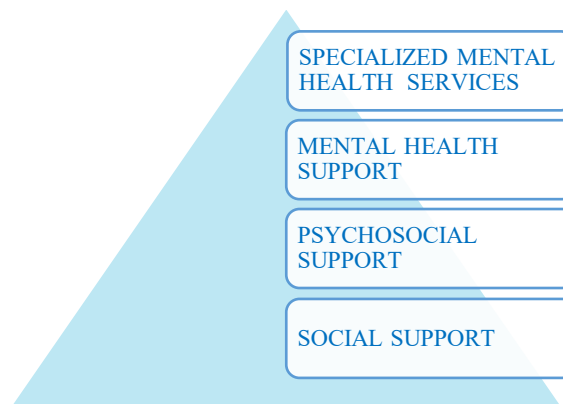 SPECIALIZED MENTAL
HEALTH SERVICES
MENTAL HEALTH
SUPPORT
PSYCHOSOCIAL
SUPPORT
SOCIAL SUPPORT